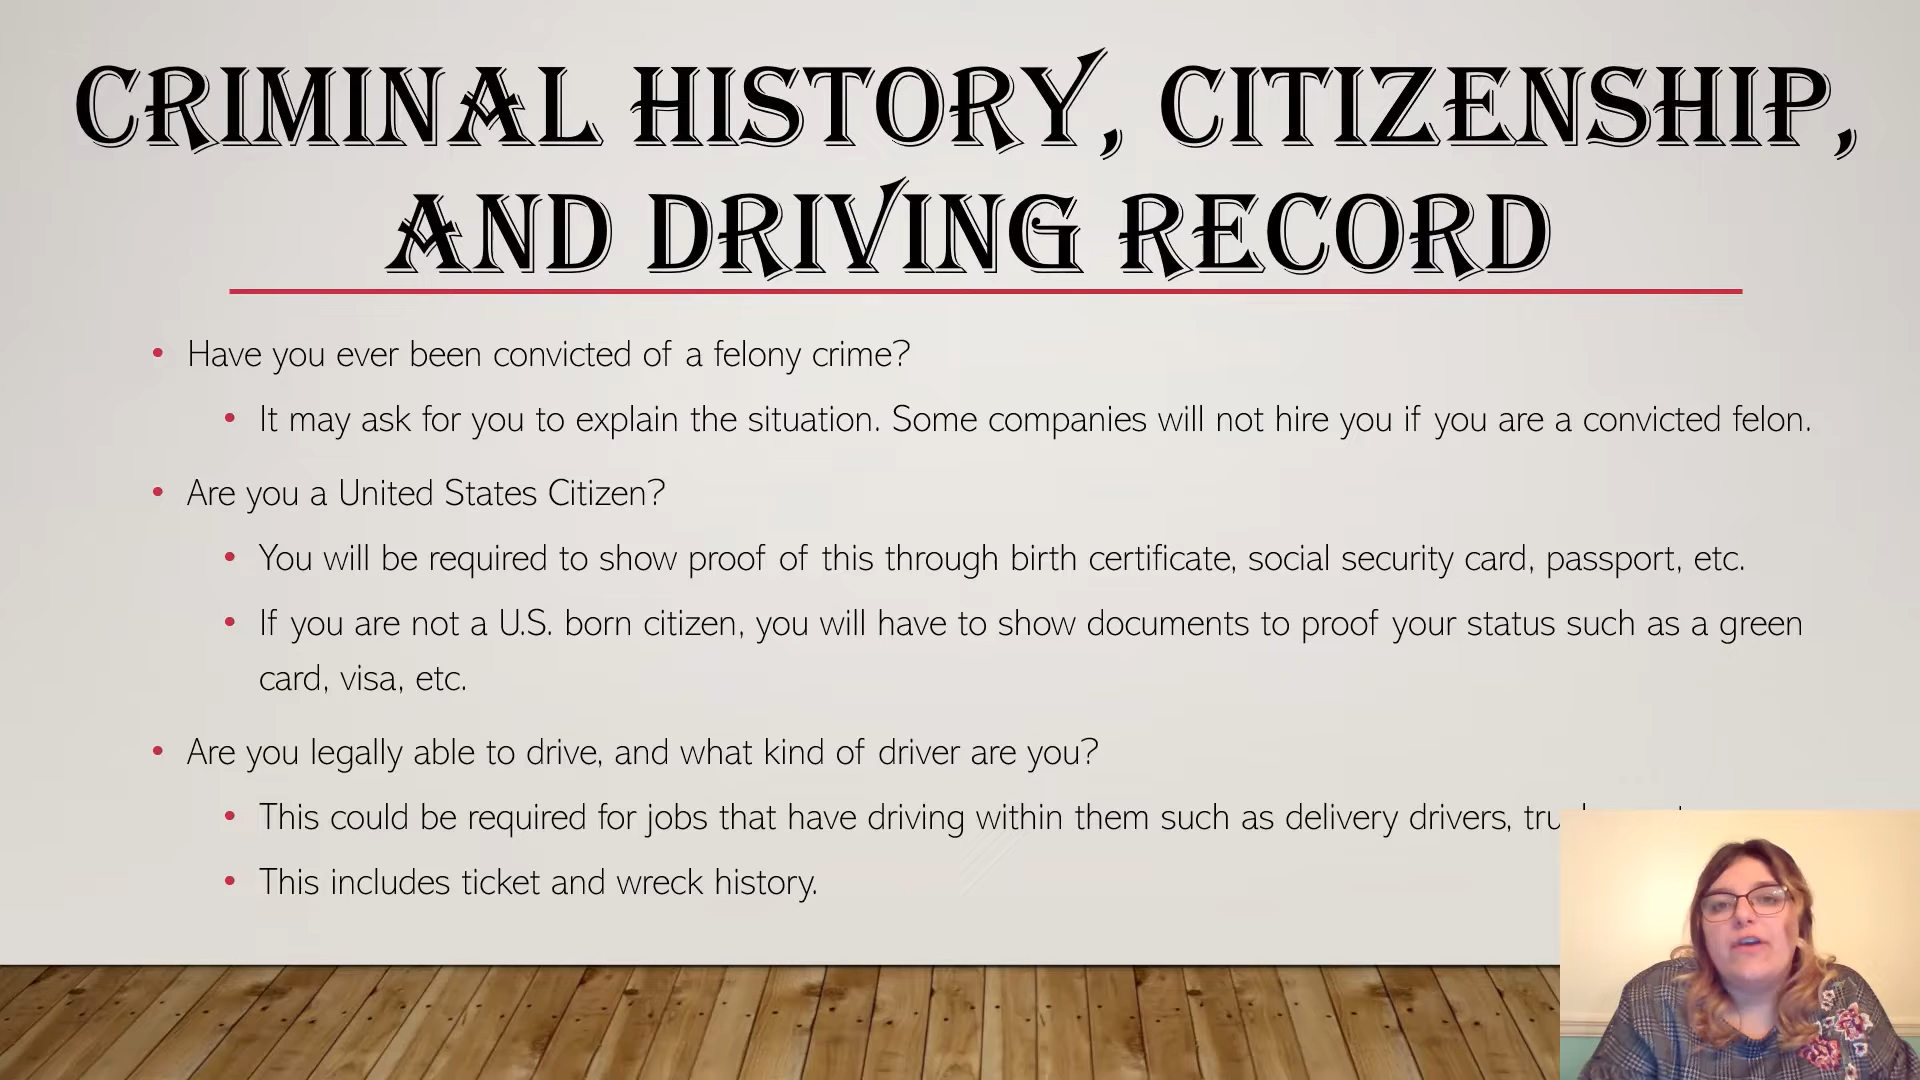 CRIMINAL HISTORY, CITIZENSHIP,
AND DRIVING RECORD
• Have you ever been convicted of a felony crime?
• It may ask for you to explain the situation. Some companies will not hire you if you are a convicted felon.
• Are you a United States Citizen?
• You will be required to show proof of this through birth certificate, social security card, passport, etc.
• If you are not a U.S. born citizen, you will have to show documents to proof your status such as a green
card, visa, etc.
• Are you legally able to drive, and what kind of driver are you?
• This could be required for jobs that have driving within them such as delivery drivers,
• This includes ticket and wreck history.